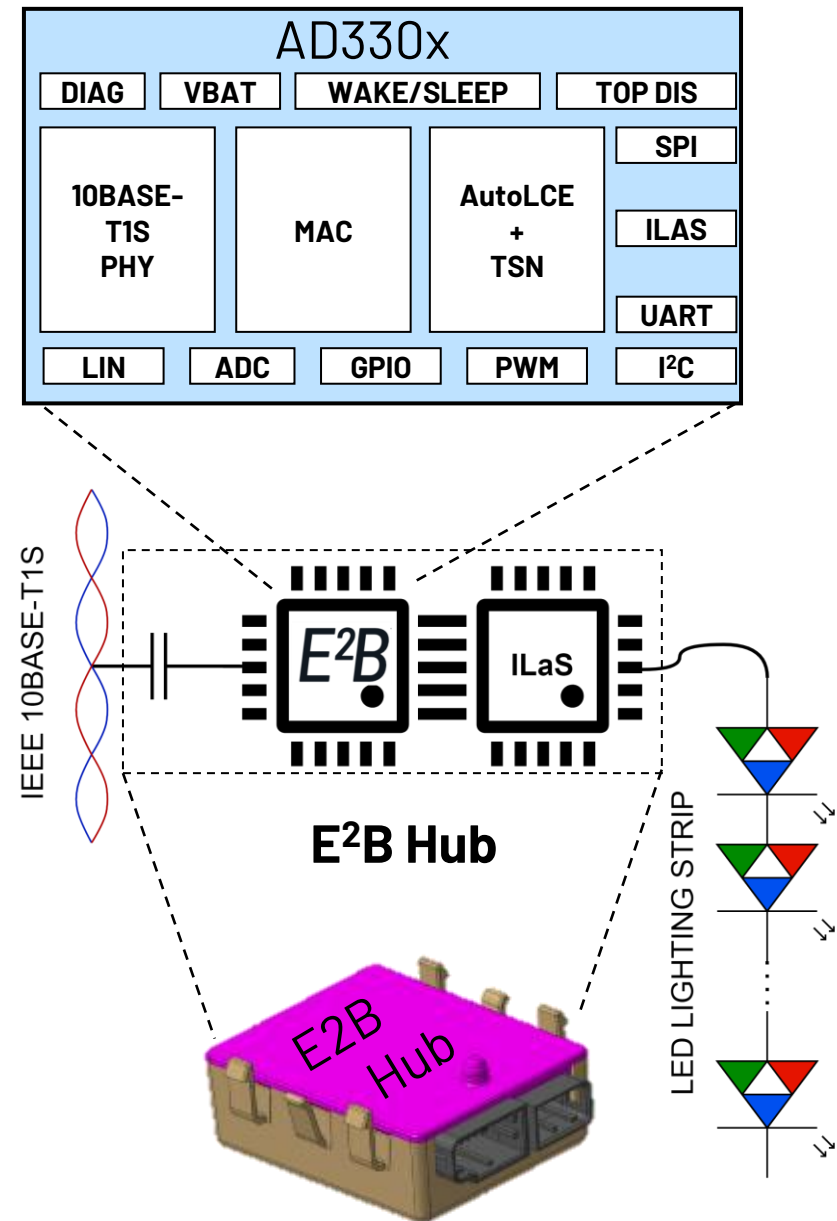 AD330x
DIAG
VBAT
WAKE/SLEEP
TOP DIS
10BASE-
T1S
PHY
MAC
AutoLCE
+
TSN
SPI
ILAS
UART
LIN
ADC
GPIO
PWM
I²C
IEEE 10BASE-T1S
E²B
ILaS
E²B Hub
LED LIGHTING STRIP
E2B
Hub